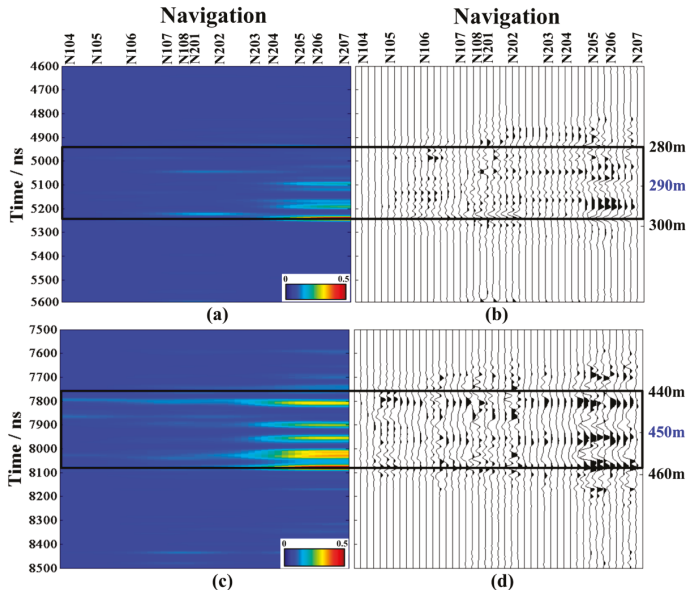 Navigation Navigation
N104 N105 N106 N107 N108 N201 N202 N203 N204 N205 N206 N207 N104 N105 N106 N107 N108 N201 N202 N203 N204 N205 N206 N207
4600
4700
4800
4900
5000
5100
5200
5300
5400
5500
5600
Time / ns
280m
290m
300m
0 0.5
(a) (b)
7500
7600
7700
7800
7900
8000
8100
8200
8300
8400
8500
Time / ns
440m
450m
460m
0 0.5
(c) (d)